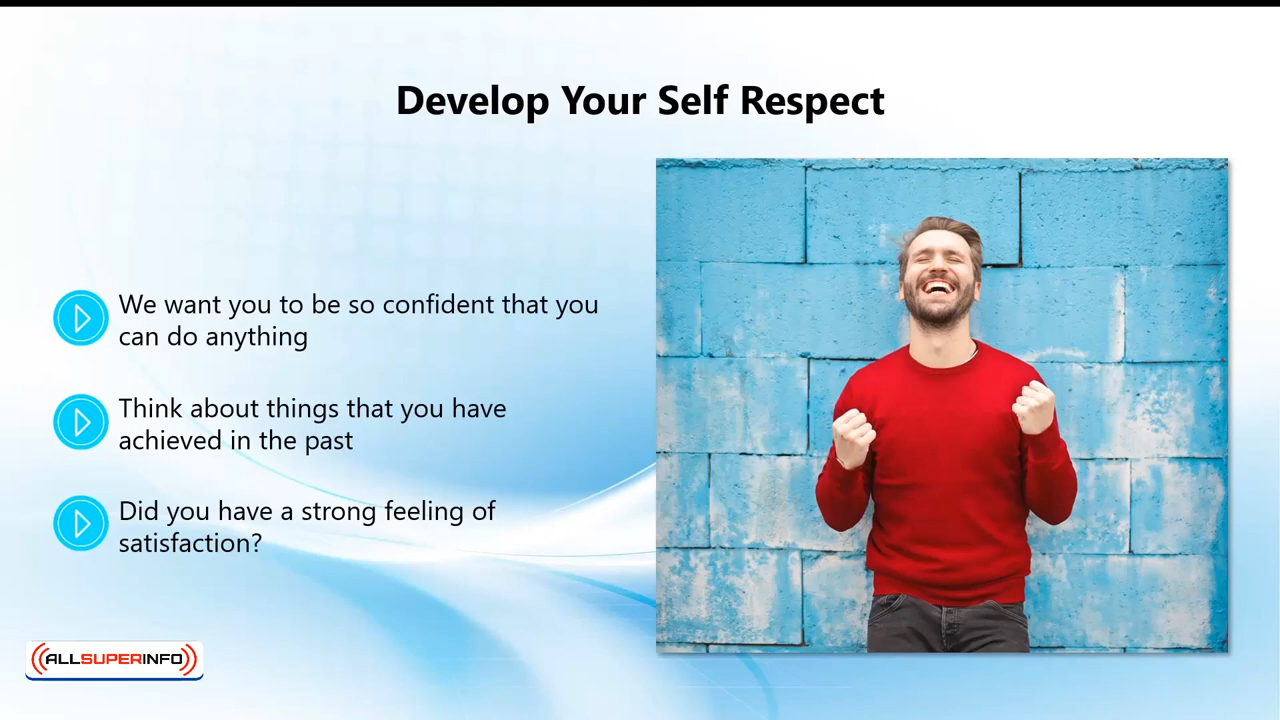 Develop Your Self Respect
We want you to be so confident that you
can do anything
Think about things that you have
achieved in the past
Did you have a strong feeling of
satisfaction?
ALLSUPERINFO